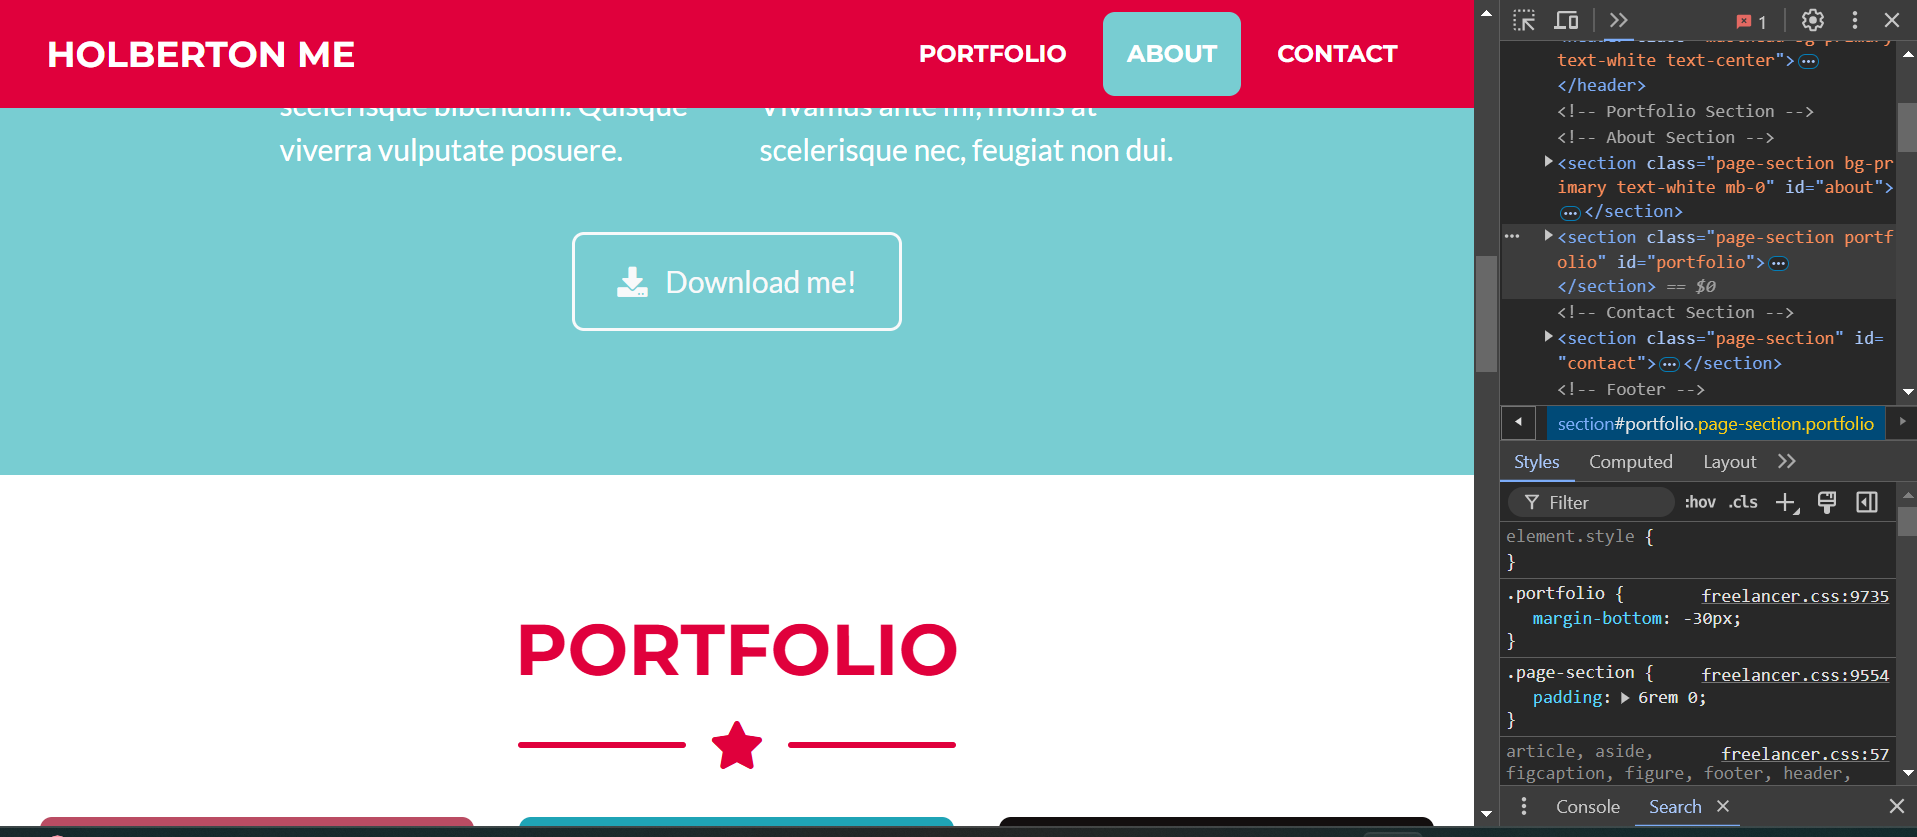 HOLBERTON ME
PORTFOLIO
ABOUT
CONTACT
scelerisque bibendum. Quisque
viverra vulputate posuere.
Vivamus ante mi, mollis at
scelerisque nec, feugiat non dui.
Download me!
PORTFOLIO
1
text-white text-center">
</header>
<!-- Portfolio Section -->
<!-- About Section -->
<section class="page-section bg-pr
imary text-white mb-0" id="about">
</section>
<section class="page-section portf
olio" id="portfolio">
</section> == $0
<!-- Contact Section -->
<section class="page-section" id=
"contact"></section>
<!-- Footer -->
section#portfolio.page-section.portfolio
Styles
Computed
Layout
Filter
:hov
.cls
element.style {
}
.portfolio {
freelancer.css:9735
margin-bottom: -30px;
}
.page-section {
freelancer.css:9554
padding: 6rem 0;
}
article, aside,
freelancer.css:57
figcaption, figure, footer, header,
Console
Search